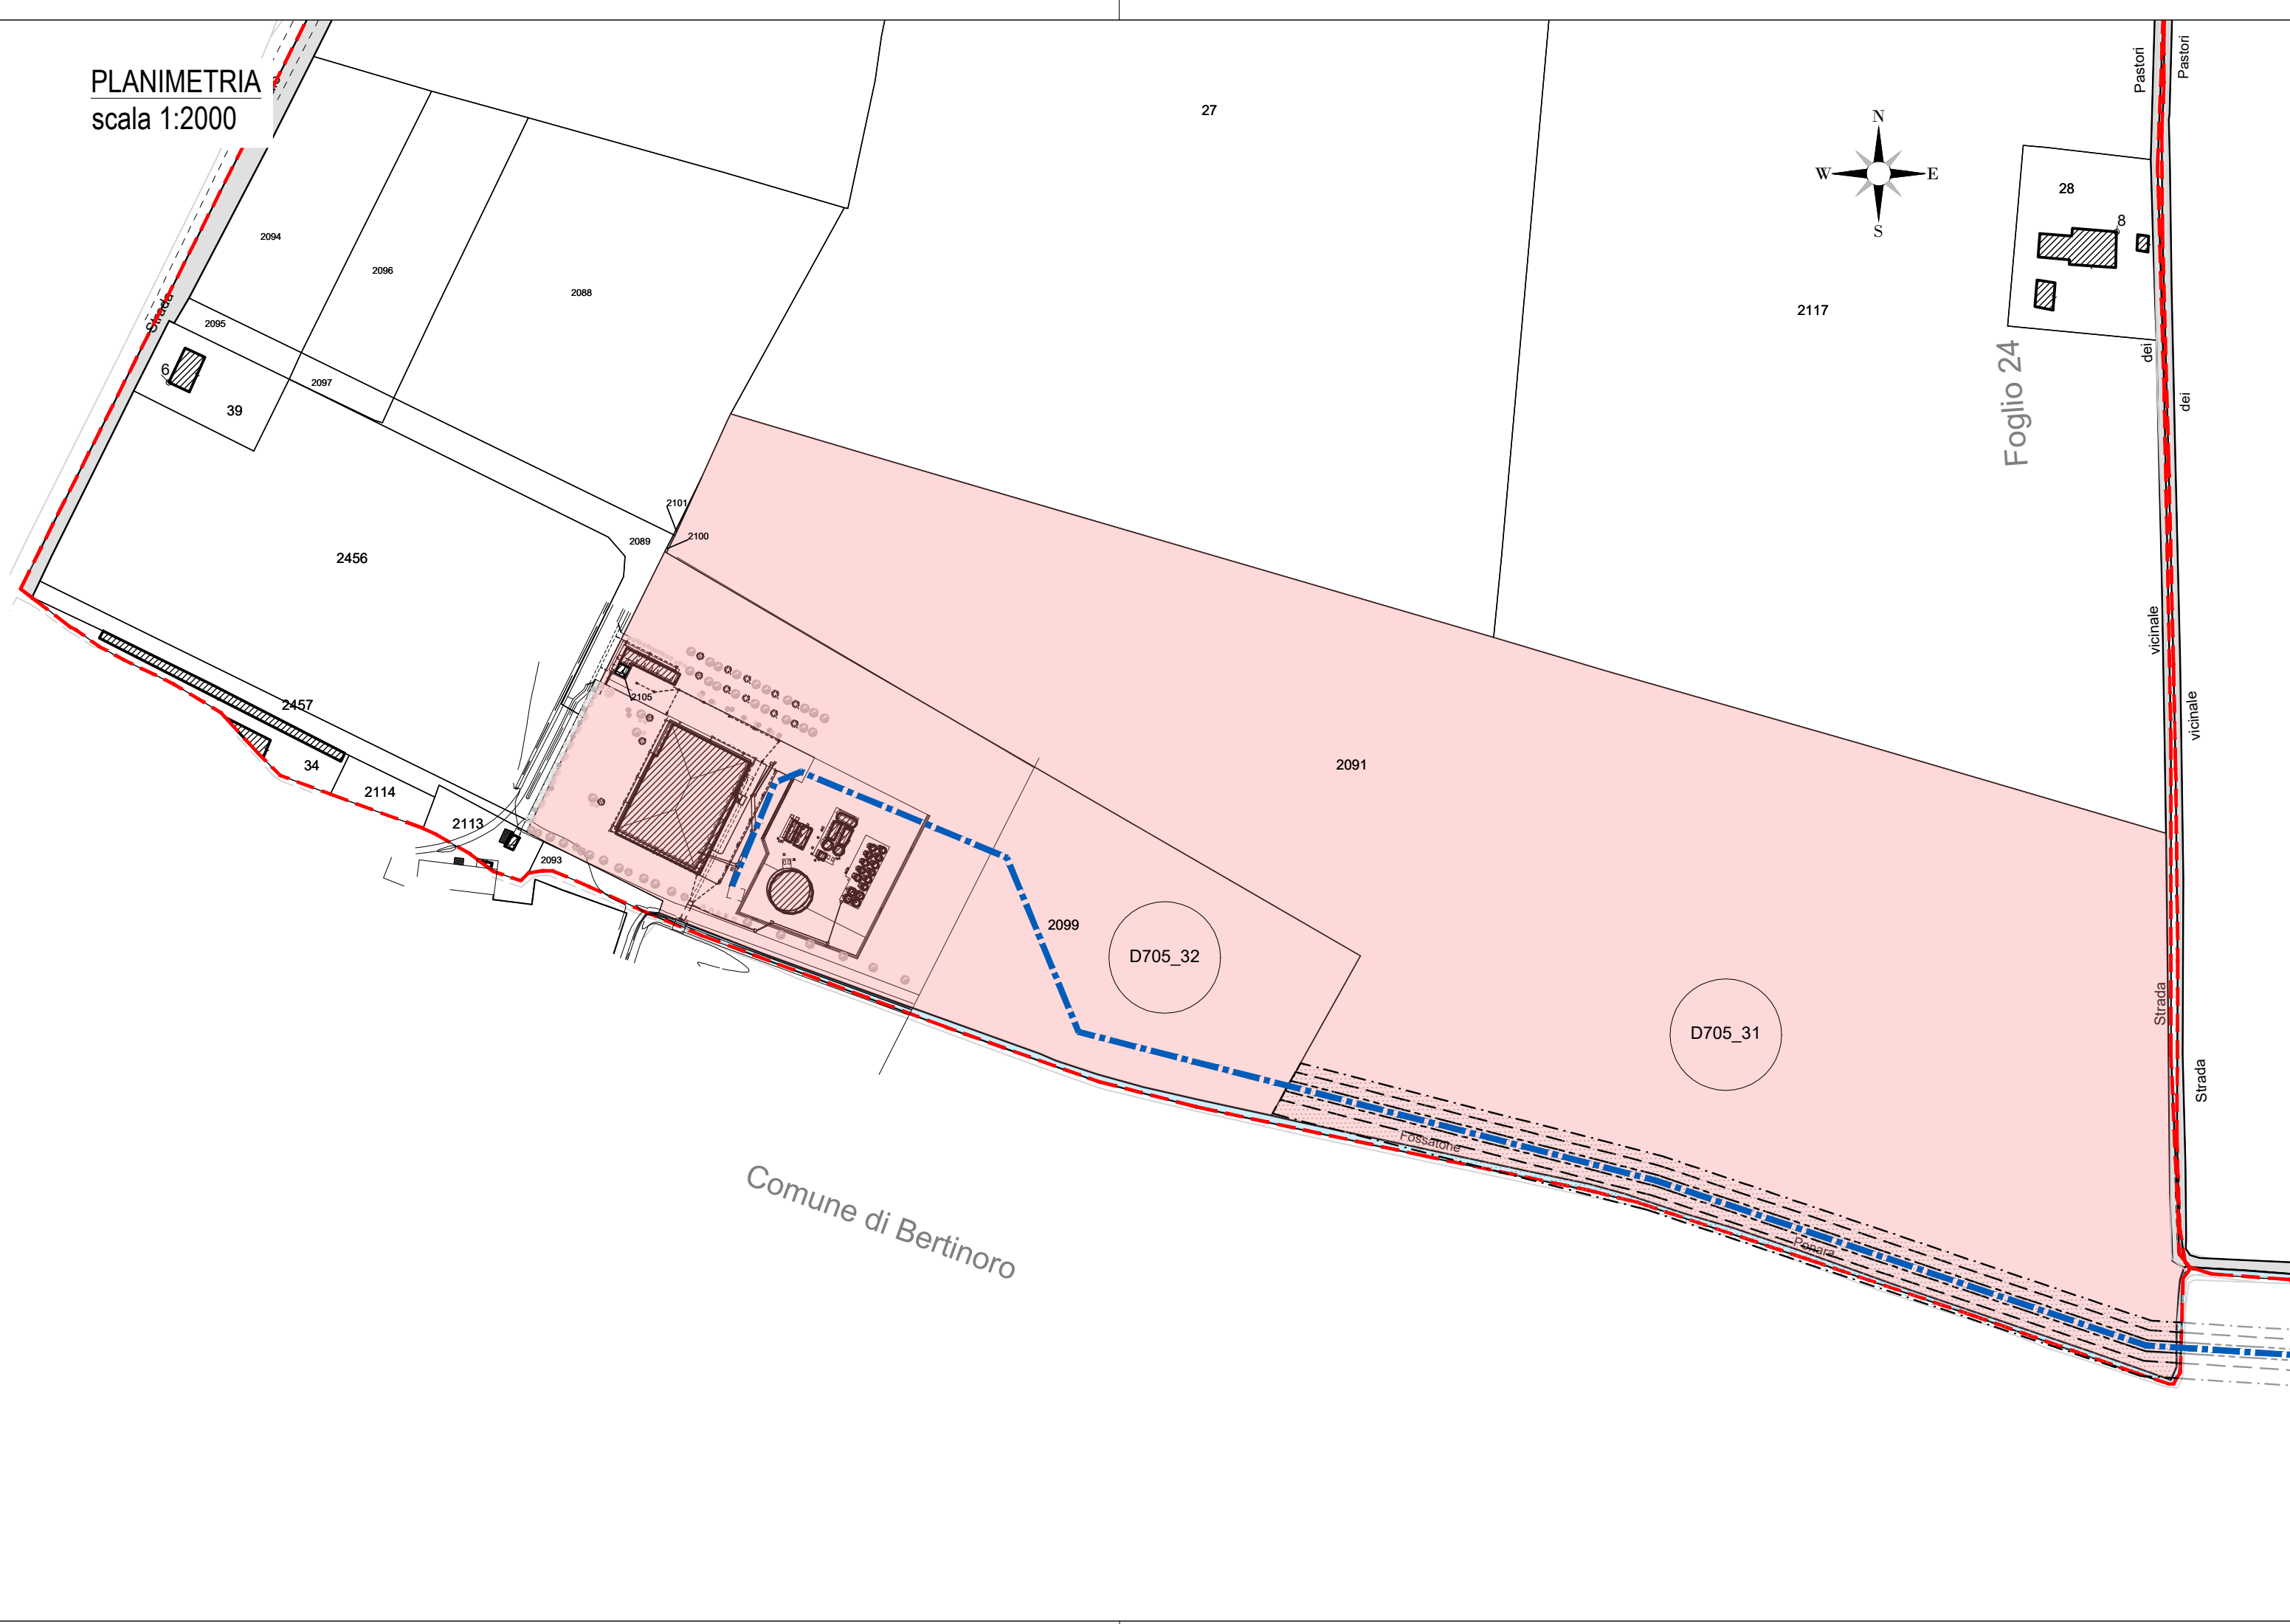 PLANIMETRIA
scala 1:2000
Pastori
Pastori
27
N
W
E
S
28
8
2094
2096
2088
2117
Strada
2095
dei
6
2097
39
dei
Foglio 24
2101
2100
2089
2456
vicinale
2105
2457
vicinale
34
2091
2114
2113
2093
2099
D705_32
Strada
D705_31
Strada
Fossatone
Comune di Bertinoro
Ponara